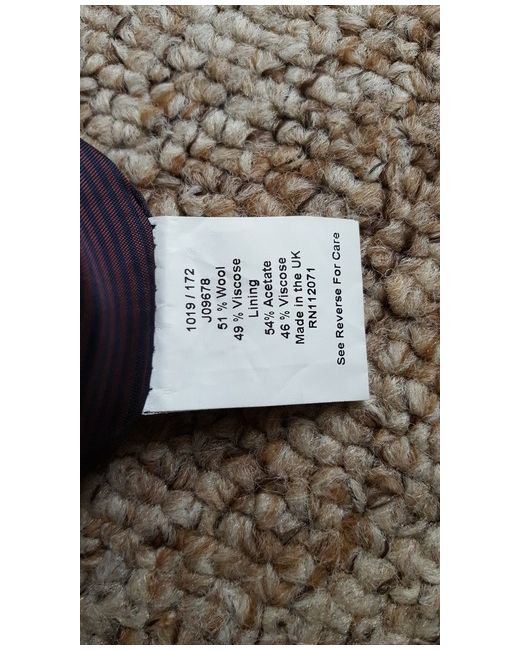 1019 / 172
J09678
51 % Wool
49 % Viscose
Lining
54% Acetate
46 % Viscose
Made in the UK
RN112071
See Reverse For Care